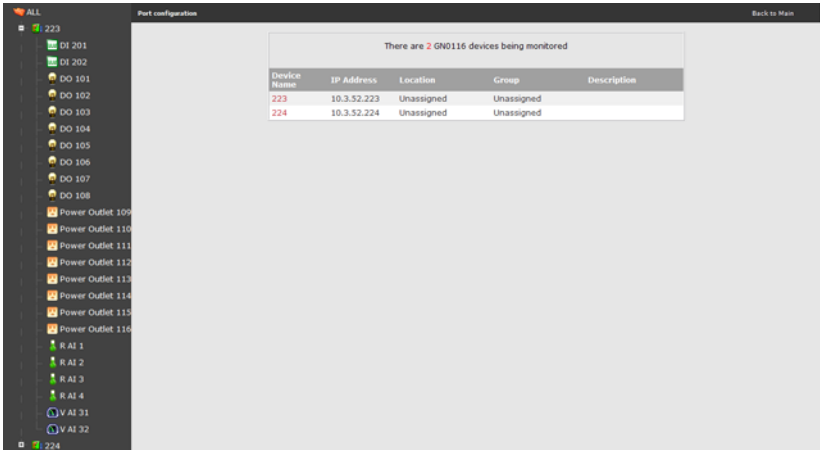 ALL
223
DI 201
DI 202
DO 101
DO 102
DO 103
DO 104
DO 105
DO 106
DO 107
DO 108
Power Outlet 109
Power Outlet 110
Power Outlet 111
Power Outlet 112
Power Outlet 113
Power Outlet 114
Power Outlet 115
Power Outlet 116
R AI 1
R AI 2
R AI 3
R AI 4
V AI 31
V AI 32
224
Port configuration Back to Main
There are 2 GN0116 devices being monitored
Device Name IP Address Location Group Description
223 10.3.52.223 Unassigned Unassigned
224 10.3.52.224 Unassigned Unassigned